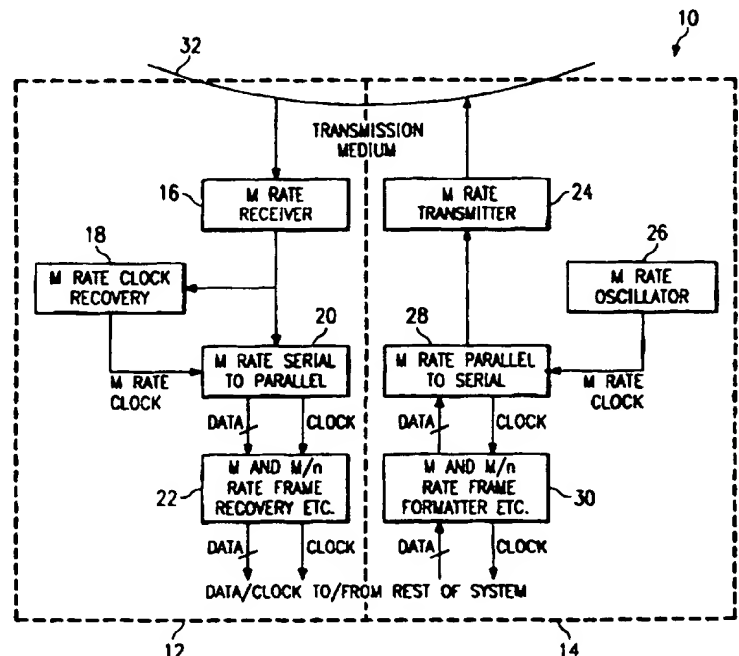 32
10
TRANSMISSION
MEDIUM
16
M RATE
RECEIVER
M RATE
TRANSMITTER
24
18
M RATE CLOCK
RECOVERY
26
M RATE
OSCILLATOR
20
M RATE SERIAL
TO PARALLEL
28
M RATE PARALLEL
TO SERIAL
M RATE
CLOCK
M RATE
CLOCK
DATA
CLOCK
DATA
CLOCK
22
M AND M/n
RATE FRAME
RECOVERY ETC.
M AND M/n
RATE FRAME
FORMATTER ETC.
30
DATA
CLOCK
DATA
CLOCK
DATA/CLOCK TO/FROM REST OF SYSTEM
12
14